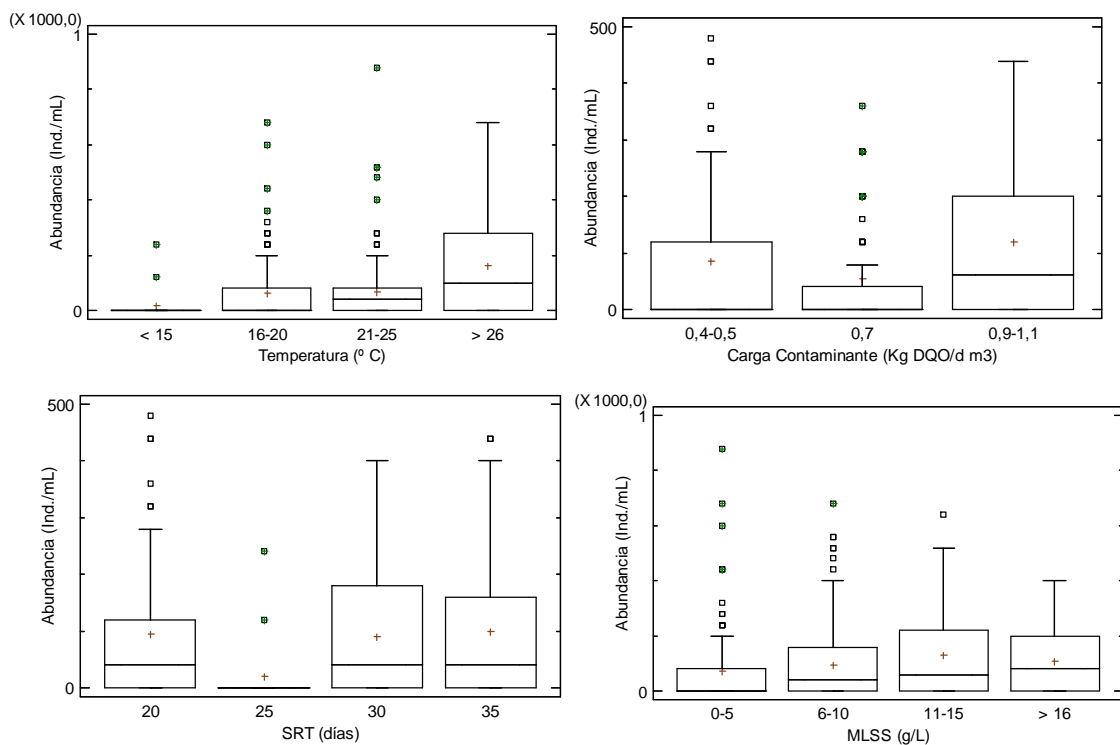 (X 1000,0)
1
0
Abundancia (Ind./mL)
< 15
16-20
21-25
> 26
Temperatura (º C)
500
0
Abundancia (Ind./mL)
0,4-0,5
0,7
0,9-1,1
Carga Contaminante (Kg DQO/d m3)
500
0
Abundancia (Ind./mL)
20
25
30
35
SRT (días)
(X 1000,0)
1
0
Abundancia (Ind./mL)
0-5
6-10
11-15
> 16
MLSS (g/L)